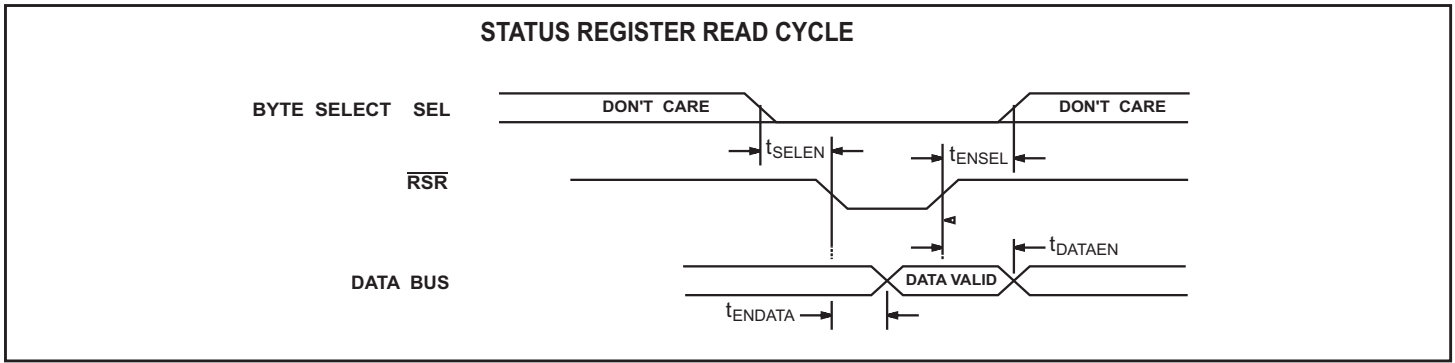 STATUS REGISTER READ CYCLE
BYTE SELECT SEL
DON'T CARE
DON'T CARE
tSELEN
tENSEL
RSR
tDATAEN
DATA BUS
DATA VALID
tENDATA